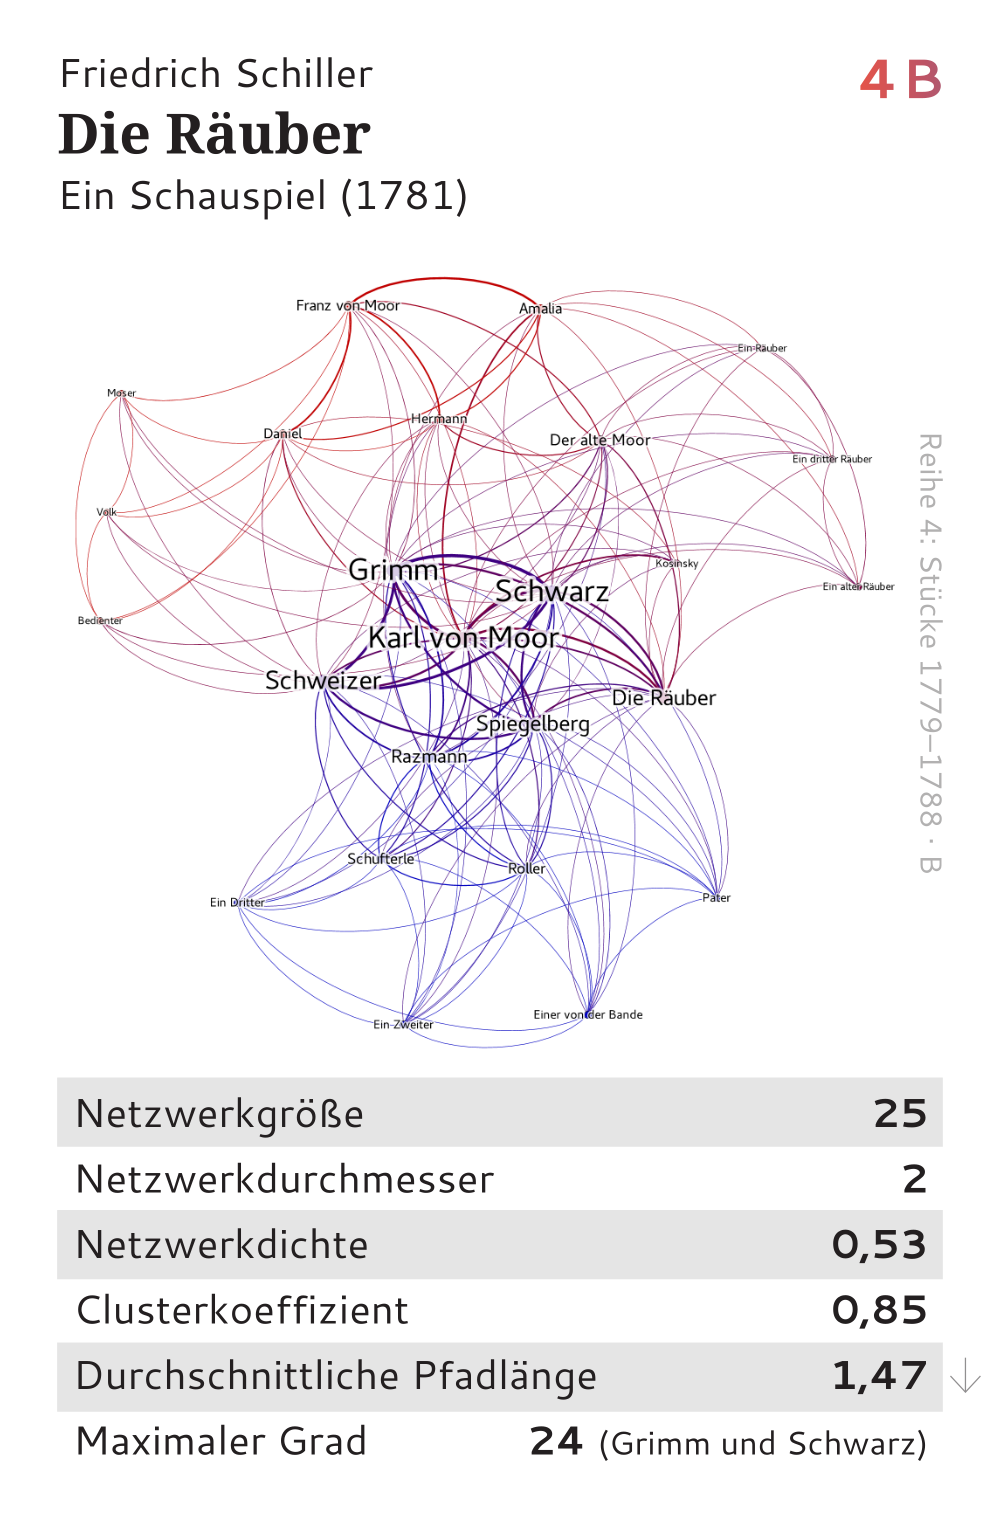 Friedrich Schiller
4 B
Die Räuber
Ein Schauspiel (1781)
Franz von Moor
Amalia
Ein Räuber
Moser
Hermann
Daniel
Der alte Moor
Ein dritter Räuber
Volk
Kosinsky
Grimm
Ein alter Räuber
Schwarz
Bedienter
Karl von Moor
Schweizer
Die Räuber
Spiegelberg
Razmann
Schufterle
Roller
Pater
Ein Dritter
Einer von der Bande
Ein Zweiter
Reihe 4: Stücke 1779–1788 · B
Netzwerkgröße 25
Netzwerkdurchmesser 2
Netzwerkdichte 0,53
Clusterkoeffizient 0,85
Durchschnittliche Pfadlänge 1,47
Maximaler Grad 24 (Grimm und Schwarz)